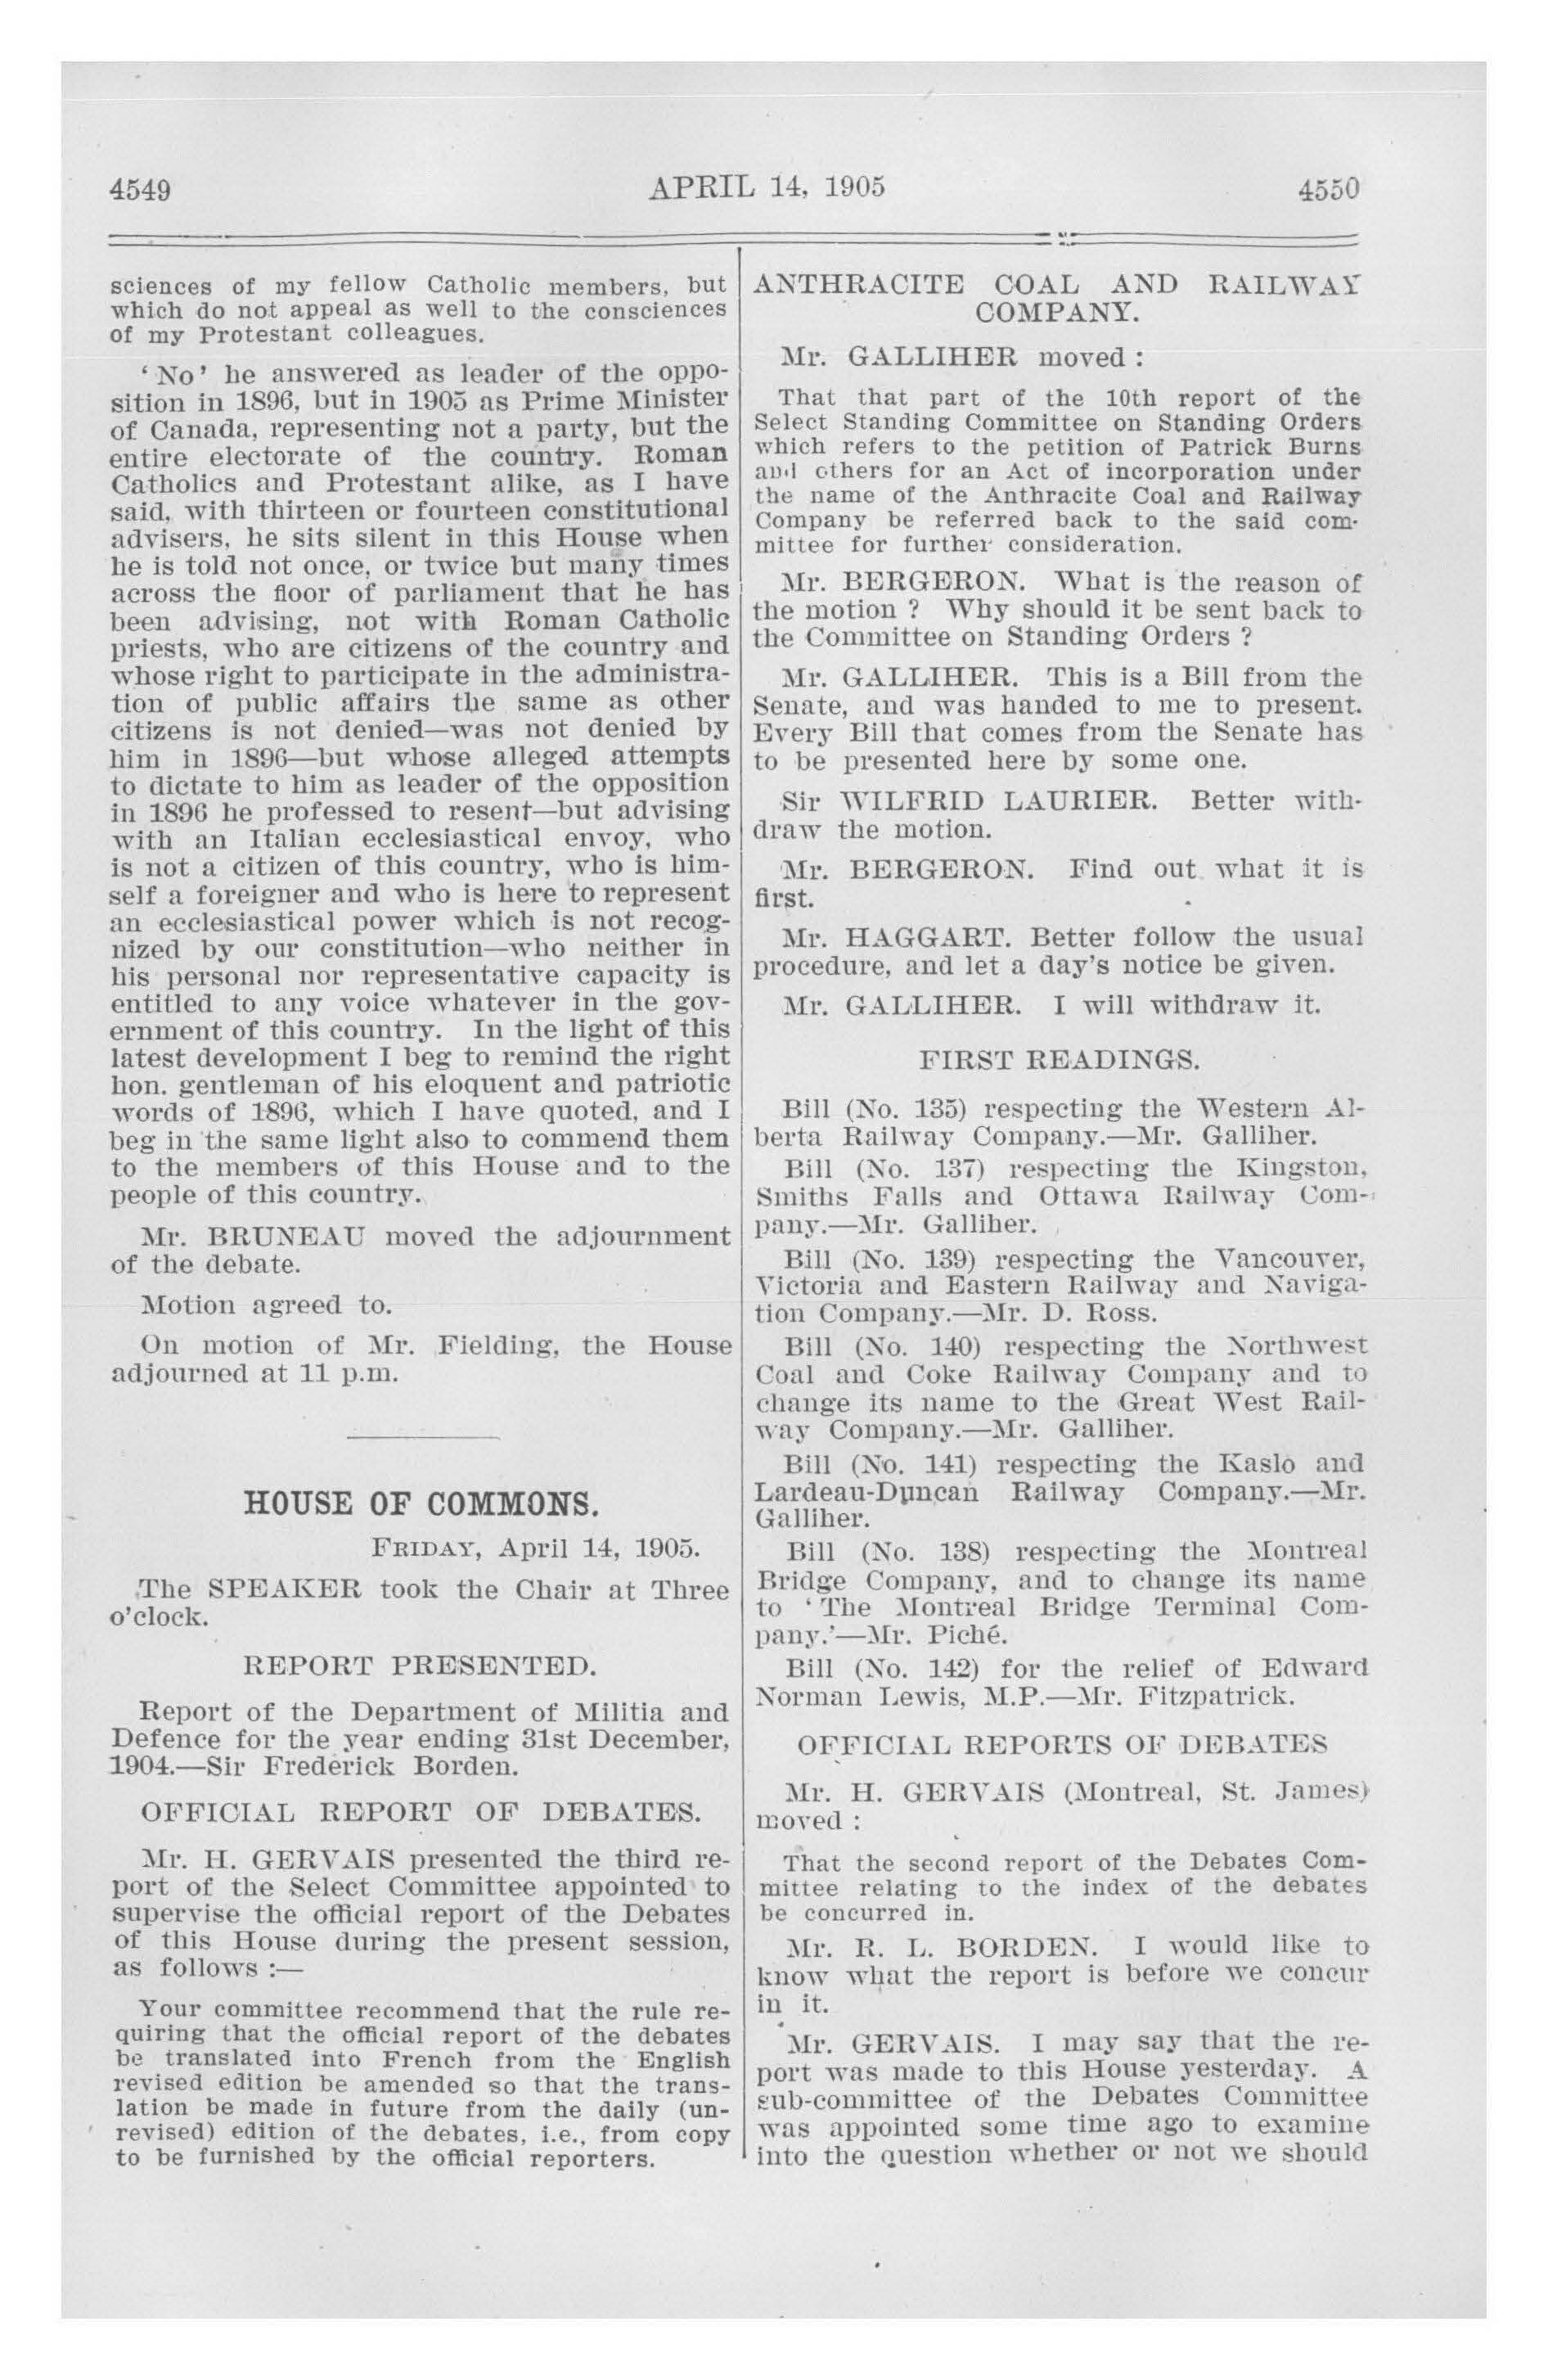 4549
APRIL 14, 1905
4550
sciences of my fellow Catholic members, but
which do not appeal as well to the consciences
of my Protestant colleagues.
‘No’ he answered as leader of the oppo-
sition in 1896, but in 1905 as Prime Minister
of Canada, representing not a party, but the
entire electorate of the country. Roman
Catholics and Protestant alike, as I have
said, with thirteen or fourteen constitutional
advisers, he sits silent in this House when
he is told not once, or twice but many times
across the floor of parliament that he has
been advising, not with Roman Catholic
priests, who are citizens of the country and
whose right to participate in the administra-
tion of public affairs the same as other
citizens is not denied—was not denied by
him in 1896—but whose alleged attempts
to dictate to him as leader of the opposition
in 1896 he professed to resent—but advising
with an Italian ecclesiastical envoy, who
is not a citizen of this country, who is him-
self a foreigner and who is here to represent
an ecclesiastical power which is not recog-
nized by our constitution—who neither in
his personal nor representative capacity is
entitled to any voice whatever in the gov-
ernment of this country. In the light of this
latest development I beg to remind the right
hon. gentleman of his eloquent and patriotic
words of 1896, which I have quoted, and I
beg in the same light also to commend them
to the members of this House and to the
people of this country.
Mr. BRUNEAU moved the adjournment
of the debate.
Motion agreed to.
On motion of Mr. Fielding, the House
adjourned at 11 p.m.
HOUSE OF COMMONS.
FRIDAY, April 14, 1905.
The SPEAKER took the Chair at Three
o'clock.
REPORT PRESENTED.
Report of the Department of Militia and
Defence for the year ending 31st December,
1904.—Sir Frederick Borden.
OFFICIAL REPORT OF DEBATES.
Mr. H. GERVAIS presented the third re-
port of the Select Committee appointed to
supervise the official report of the Debates
of this House during the present session,
as follows :—
Your committee recommend that the rule re-
quiring that the official report of the debates
be translated into French from the English
revised edition be amended so that the trans-
lation be made in future from the daily (un-
revised) edition of the debates, i.e., from copy
to be furnished by the official reporters.
ANTHRACITE COAL AND RAILWAY
COMPANY.
Mr. GALLIHER moved :
That that part of the 10th report of the
Select Standing Committee on Standing Orders
which refers to the petition of Patrick Burns
and others for an Act of incorporation under
the name of the Anthracite Coal and Railway
Company be referred back to the said com-
mittee for further consideration.
Mr. BERGERON. What is the reason of
the motion ? Why should it be sent back to
the Committee on Standing Orders ?
Mr. GALLIHER. This is a Bill from the
Senate, and was handed to me to present.
Every Bill that comes from the Senate has
to be presented here by some one.
Sir WILFRID LAURIER. Better with-
draw the motion.
Mr. BERGERON. Find out what it is
first.
Mr. HAGGART. Better follow the usual
procedure, and let a day's notice be given.
Mr. GALLIHER. I will withdraw it.
FIRST READINGS.
Bill (No. 135) respecting the Western Al-
berta Railway Company.—Mr. Galliher.
Bill (No. 137) respecting the Kingston,
Smiths Falls and Ottawa Railway Com-
pany.—Mr. Galliher.
Bill (No. 139) respecting the Vancouver,
Victoria and Eastern Railway and Naviga-
tion Company.—Mr. D. Ross.
Bill (No. 140) respecting the Northwest
Coal and Coke Railway Company and to
change its name to the Great West Rail-
way Company.—Mr. Galliher.
Bill (No. 141) respecting the Kaslo and
Lardeau-Duncan Railway Company.—Mr.
Galliher.
Bill (No. 138) respecting the Montreal
Bridge Company, and to change its name
to ‘The Montreal Bridge Terminal Com-
pany.’—Mr. Piché.
Bill (No. 142) for the relief of Edward
Norman Lewis, M.P.—Mr. Fitzpatrick.
OFFICIAL REPORTS OF DEBATES
Mr. H. GERVAIS (Montreal, St. James)
moved :
That the second report of the Debates Com-
mittee relating to the index of the debates
be concurred in.
Mr. R. L. BORDEN. I would like to
know what the report is before we concur
in it.
Mr. GERVAIS. I may say that the re-
port was made to this House yesterday. A
sub-committee of the Debates Committee
was appointed some time ago to examine
into the question whether or not we should